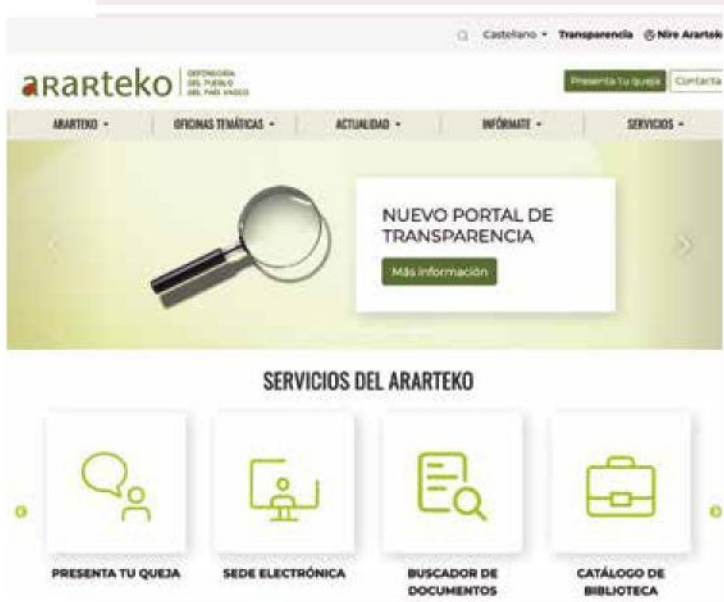 Castellano
Transparencia
Nire Ararteko
ararteko
DEFENSORÍA
DEL PUEBLO
DEL PAÍS VASCO
Presenta tu queja
Contacta
ARARTEKO
OFICINAS TEMÁTICAS
ACTUALIDAD
INFÓRMATE
SERVICIOS
NUEVO PORTAL DE
TRANSPARENCIA
Más información
SERVICIOS DEL ARARTEKO
PRESENTA TU QUEJA
SEDE ELECTRÓNICA
BUSCADOR DE
DOCUMENTOS
CATÁLOGO DE
BIBLIOTECA